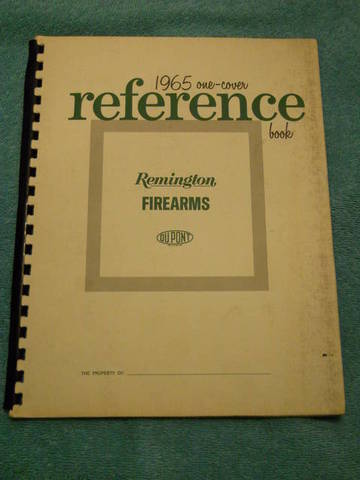 1965 one-cover
reference
book
Remington
FIREARMS
DU PONT
THE PROPERTY OF